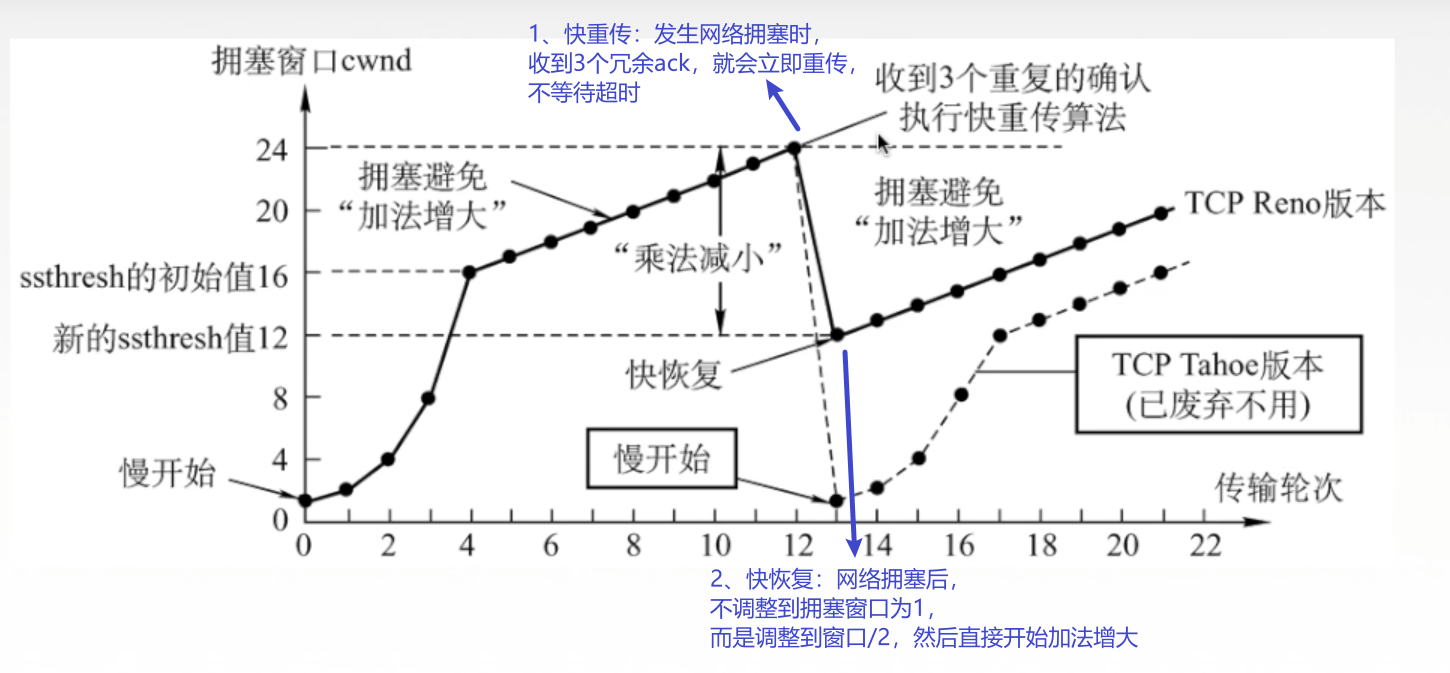 1、快重传：发生网络拥塞时，
收到3个冗余ack，就会立即重传，
不等待超时
拥塞窗口cwnd
收到3个重复的确认
执行快重传算法
24
拥塞避免
“加法增大”
拥塞避免
“加法增大”
TCP Reno版本
20
“乘法减小”
ssthresh的初始值16
新的ssthresh值12
快恢复
TCP Tahoe版本
(已废弃不用)
8
慢开始
4
慢开始
传输轮次
0
0 2 4 6 8 10 12 14 16 18 20 22
2、快恢复：网络拥塞后，
不调整到拥塞窗口为1，
而是调整到窗口/2，然后直接开始加法增大